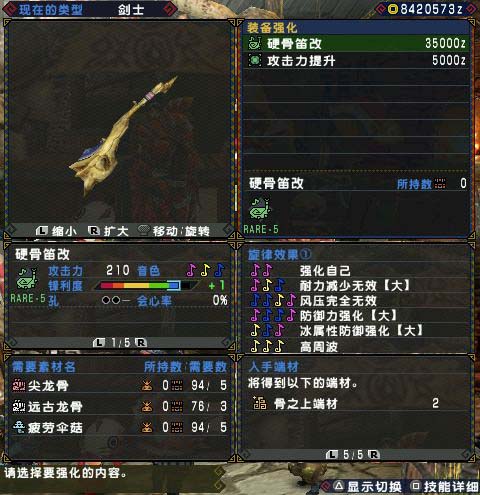 现在的类型 剑士
8420573z
装备强化
硬骨笛改 35000z
攻击力提升 5000z
硬骨笛改 所持数 0
RARE-5
L 缩小 R 扩大 移动/旋转
硬骨笛改
攻击力 210 音色
锋利度 +1
RARE-5 孔 会心率 0%
L 1/5 R
旋律效果①
强化自己
耐力减少无效【大】
风压完全无效
防御力强化【大】
冰属性防御强化【大】
高周波
需要素材名 所持数/需要数
尖龙骨 0 94/ 5
远古龙骨 0 76/ 3
疲劳伞菇 0 94/ 5
入手端材
将得到以下的端材。
骨之上端材 2
L 5/5 R
请选择要强化的内容。
△显示切换 □技能详细